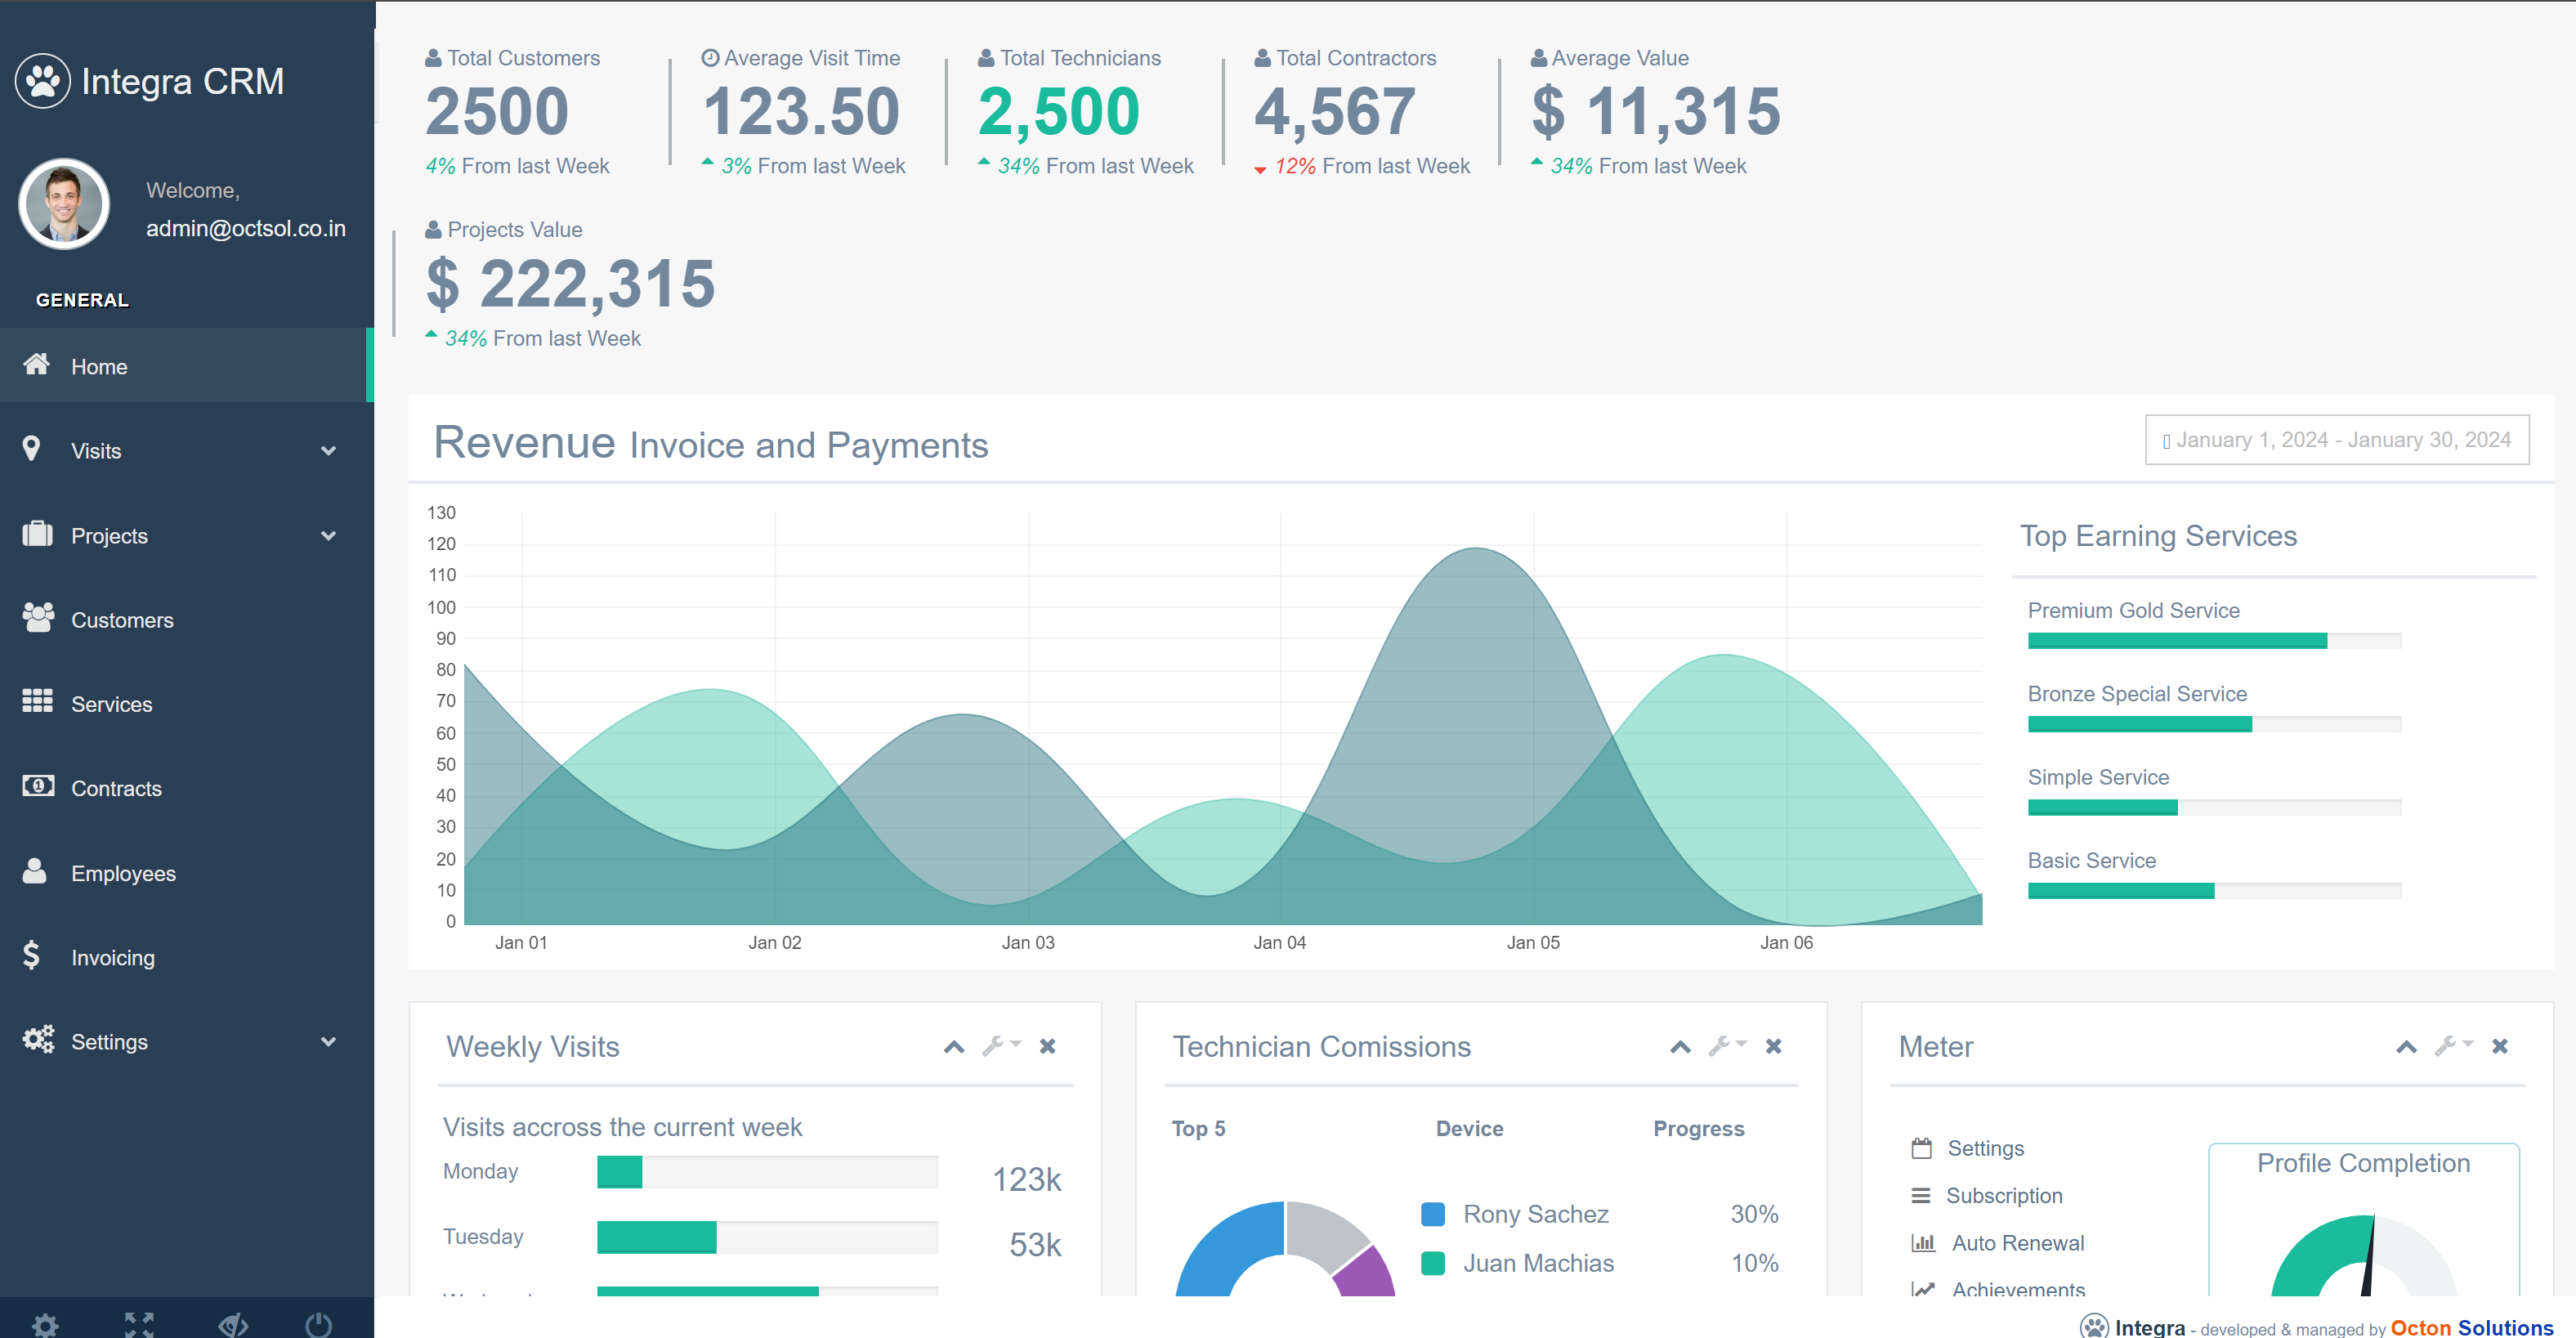 Integra CRM
Welcome,
admin@octsol.co.in
GENERAL
Home
Visits
Projects
Customers
Services
Contracts
Employees
Invoicing
Settings
Total Customers
2500
4% From last Week
Average Visit Time
123.50
3% From last Week
Total Technicians
2,500
34% From last Week
Total Contractors
4,567
12% From last Week
Average Value
$ 11,315
34% From last Week
Projects Value
$ 222,315
34% From last Week
Revenue Invoice and Payments
January 1, 2024 - January 30, 2024
130
120
110
100
90
80
70
60
50
40
30
20
10
0
Jan 01 Jan 02 Jan 03 Jan 04 Jan 05 Jan 06
Top Earning Services
Premium Gold Service
Bronze Special Service
Simple Service
Basic Service
Weekly Visits
Visits accross the current week
Monday 123k
Tuesday 53k
Technician Comissions
Top 5 Device Progress
Rony Sachez 30%
Juan Machias 10%
Meter
Settings
Subscription
Auto Renewal
Achievements
Profile Completion
Integra - developed & managed by Octon Solutions